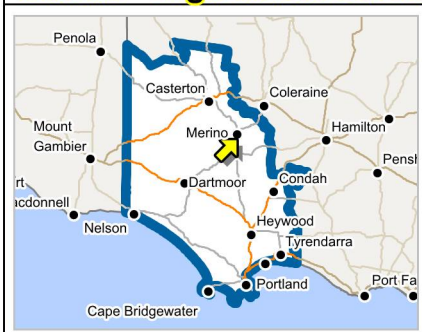 Penola
Casterton
Coleraine
Mount
Gambier
Merino
Hamilton
Pensh
Dartmoor
Condah
rt
acdonnell
Nelson
Heywood
Tyrendarra
Portland
Port Fa
Cape Bridgewater